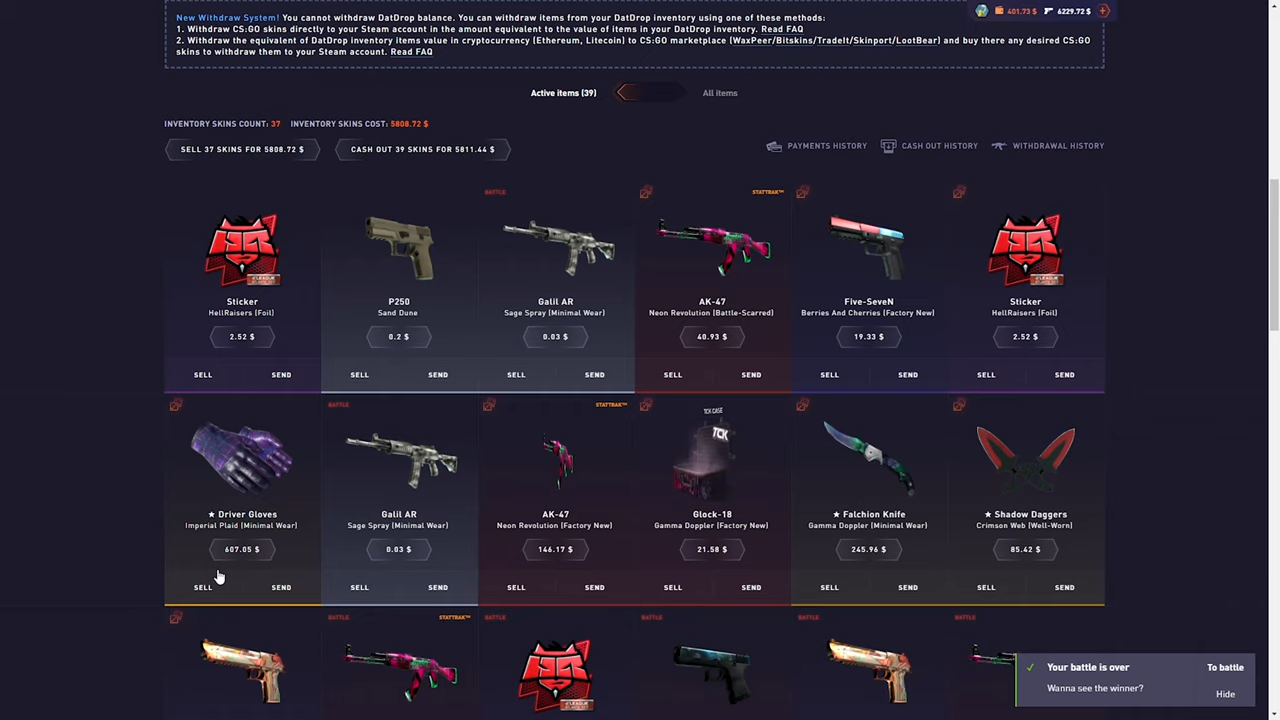 New Withdraw System! You cannot withdraw DatDrop balance. You can withdraw items from your DatDrop inventory using one of these methods:
1. Withdraw CS:GO skins directly to your Steam account in the amount equivalent to the value of items in your DatDrop inventory. Read FAQ
2. Withdraw the equivalent of DatDrop inventory items value in cryptocurrency (Ethereum, Litecoin) to CS:GO marketplace (WaxPeer/Bitskins/TradeIt/Skinport/LootBear) and buy there any desired CS:GO
skins to withdraw them to your Steam account. Read FAQ
401.73 $ 6229.72 $
Active items (39) All items
INVENTORY SKINS COUNT: 37 INVENTORY SKINS COST: 5808.72 $
SELL 37 SKINS FOR 5808.72 $ CASH OUT 39 SKINS FOR 5811.44 $ PAYMENTS HISTORY CASH OUT HISTORY WITHDRAWAL HISTORY
BATTLE STATTRAK™
Sticker P250 Galil AR AK-47 Five-SeveN Sticker
HellRaisers (Foil) Sand Dune Sage Spray (Minimal Wear) Neon Revolution (Battle-Scarred) Berries And Cherries (Factory New) HellRaisers (Foil)
2.52 $ 0.2 $ 0.03 $ 40.93 $ 19.33 $ 2.52 $
SELL SEND SELL SEND SELL SEND SELL SEND SELL SEND SELL SEND
BATTLE STATTRAK™
TCK CASE
TCK
★ Driver Gloves Galil AR AK-47 Glock-18 ★ Falchion Knife ★ Shadow Daggers
Imperial Plaid (Minimal Wear) Sage Spray (Minimal Wear) Neon Revolution (Factory New) Gamma Doppler (Factory New) Gamma Doppler (Minimal Wear) Crimson Web (Well-Worn)
607.05 $ 0.03 $ 146.17 $ 21.58 $ 245.96 $ 85.42 $
SELL SEND SELL SEND SELL SEND SELL SEND SELL SEND SELL SEND
BATTLE STATTRAK™ BATTLE BATTLE BATTLE BATTLE
Your battle is over To battle
Wanna see the winner? Hide